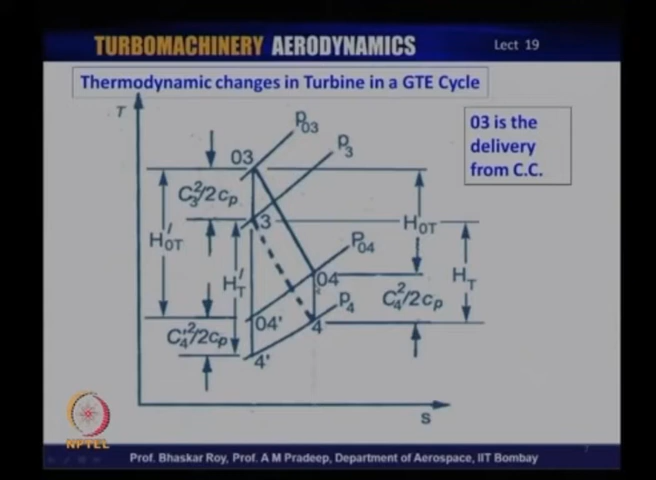 TURBOMACHINERY AERODYNAMICS
Lect 19
Thermodynamic changes in Turbine in a GTE Cycle
03 is the
delivery
from C.C.
T
P03
P3
03
C3²/2cp
3
H'0T
H0T
P04
H'T
04
HT
P4
C4²/2cp
04'
4
C4'²/2cp
4'
S
NPTEL
Prof. Bhaskar Roy, Prof. A M Pradeep, Department of Aerospace, IIT Bombay